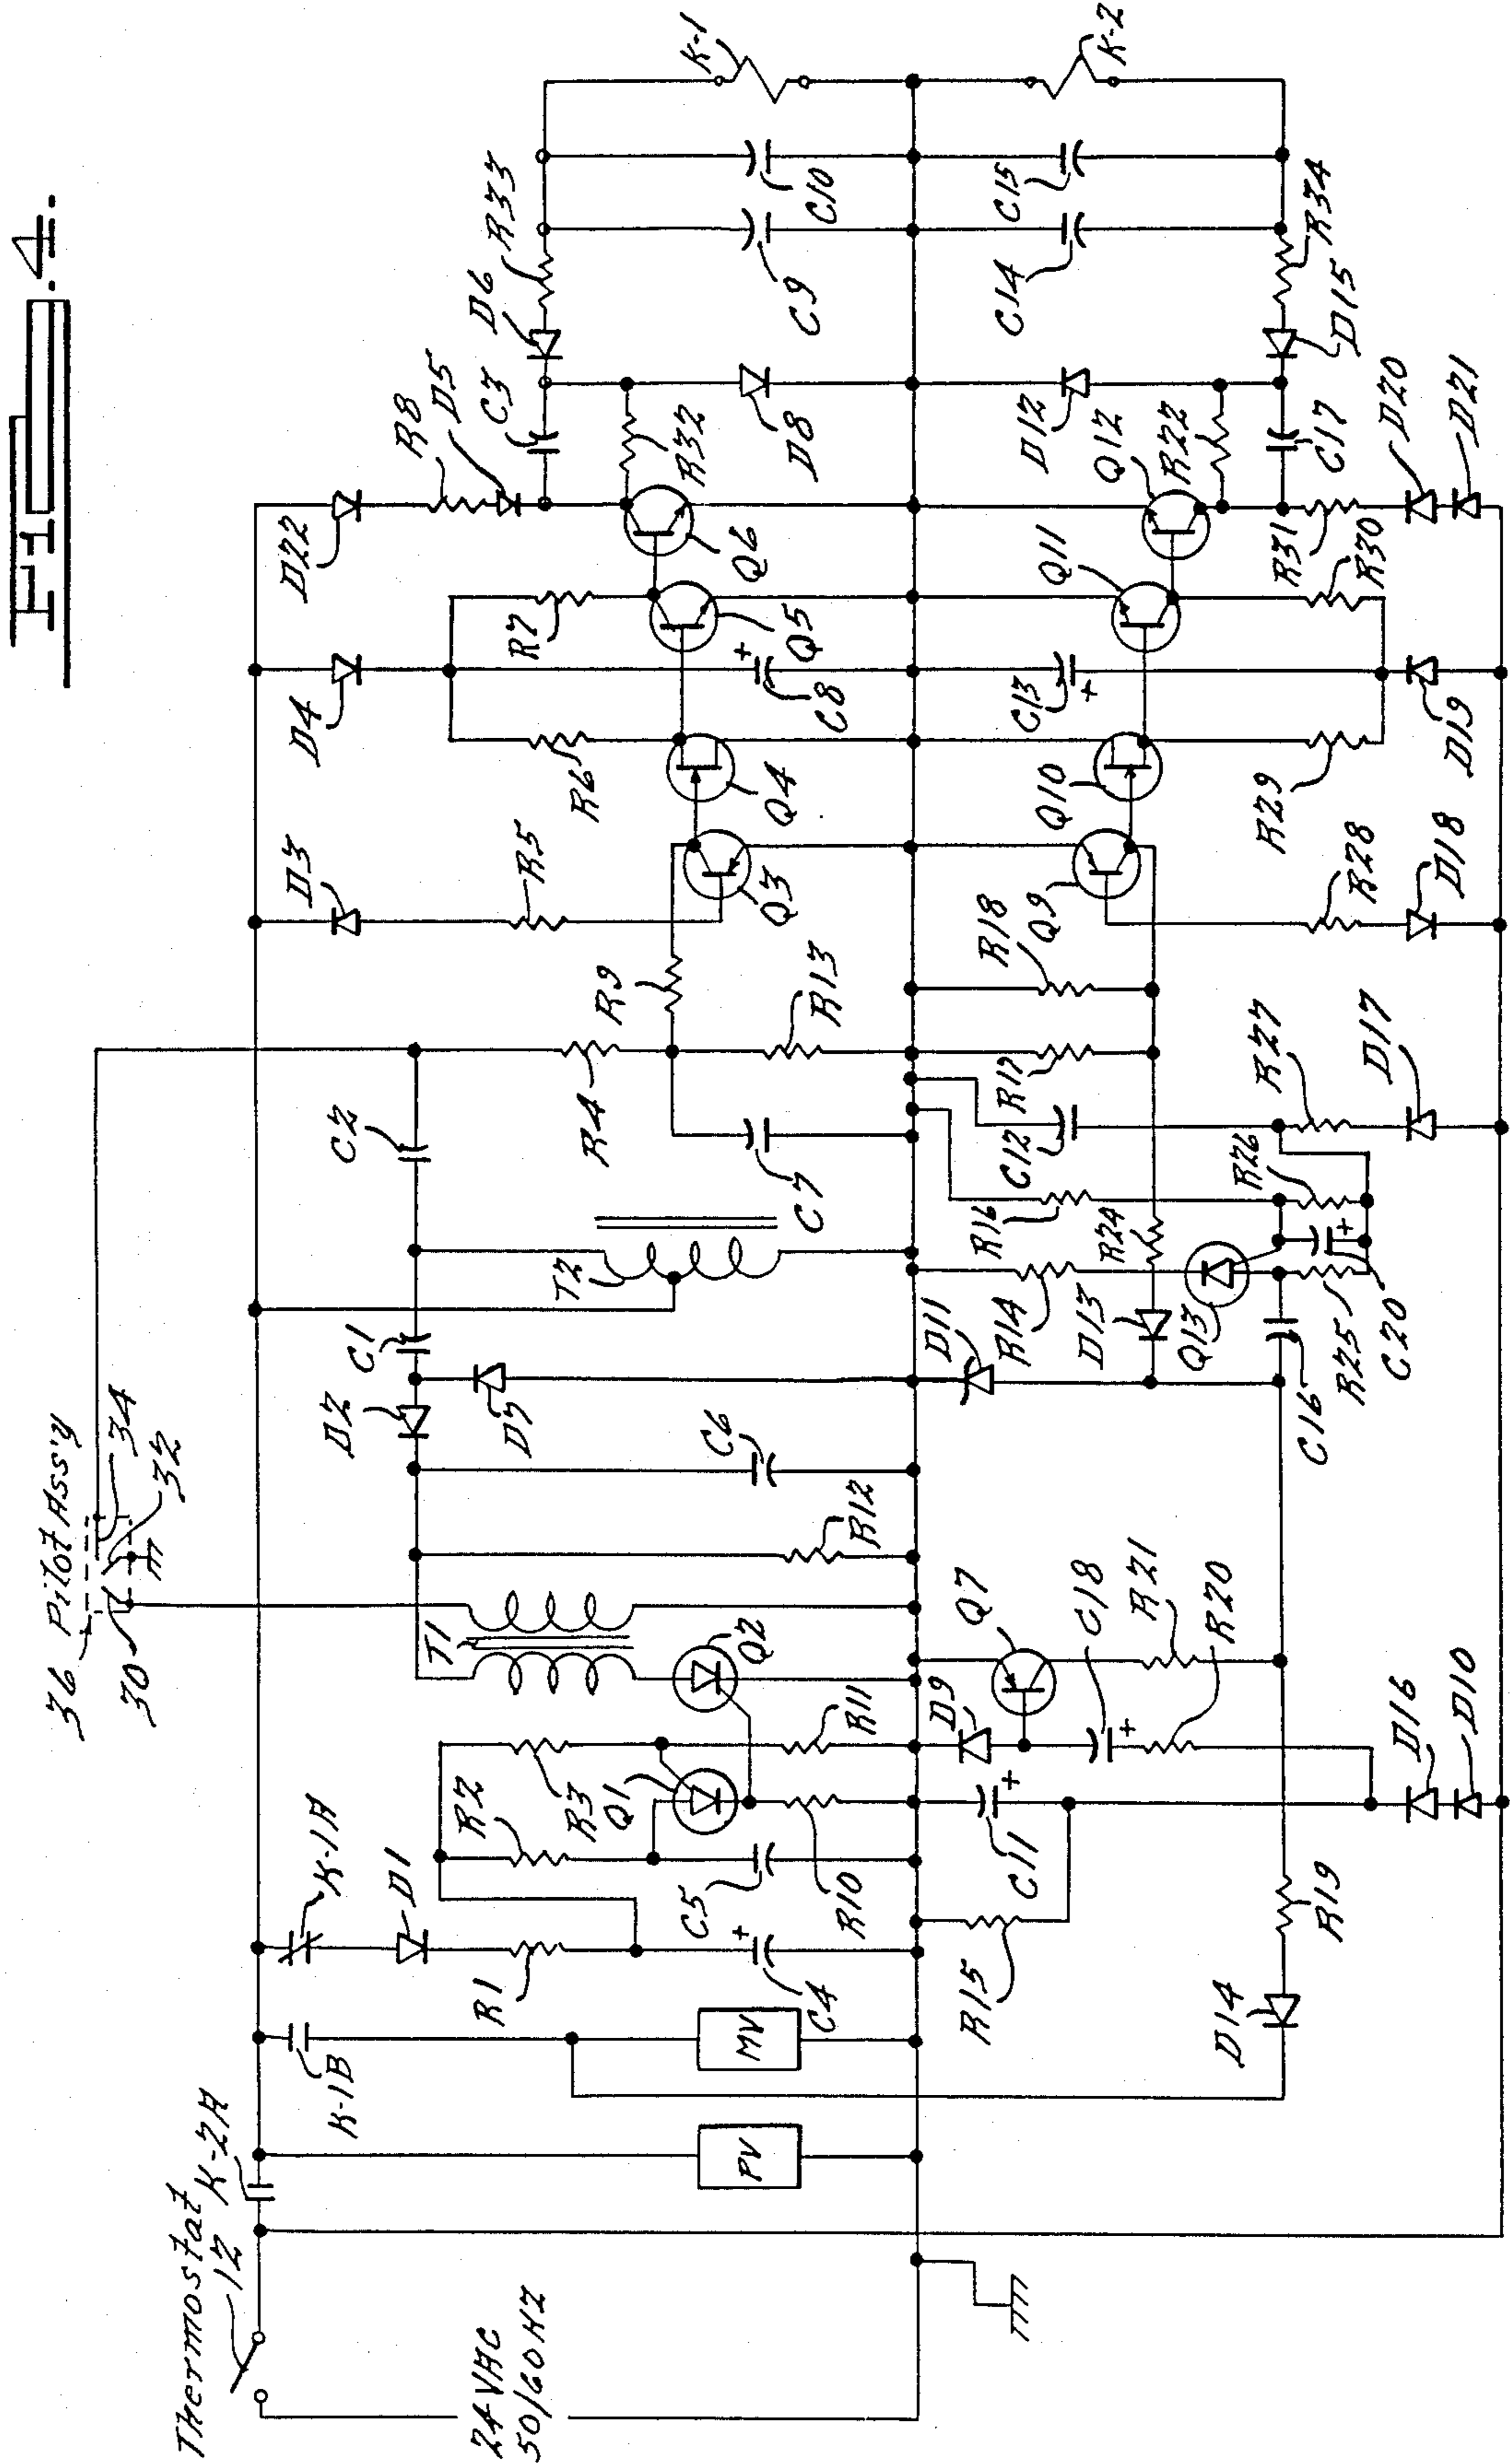 Fig. 4.
Thermostat
12
K-2A
24VAC
50/60HZ
PV
MV
K-1B
K-1A
D1
R1
C4
R2
R3
Q1
C5
R10
R11
Q2
T1
36
Pilot Ass'y
30
34
32
R12
C6
D2
D7
C1
T2
C2
C7
R4
R9
R13
D3
R5
Q3
Q4
R6
D4
R7
C8
Q5
Q6
D22
R8
D5
C3
R32
D8
D6
R33
C9
C10
K-1
K-2
C15
C14
R34
D15
D12
Q12
R22
C17
D20
D21
R31
R30
Q11
C13
D19
Q10
R29
Q9
R28
D18
R18
R17
C12
R27
D17
R16
R26
R24
R14
D13
Q13
R25
C20
C16
D11
Q7
C18
R21
R20
D9
D16
D10
C11
R15
R19
D14
+
+
+
+
+
+